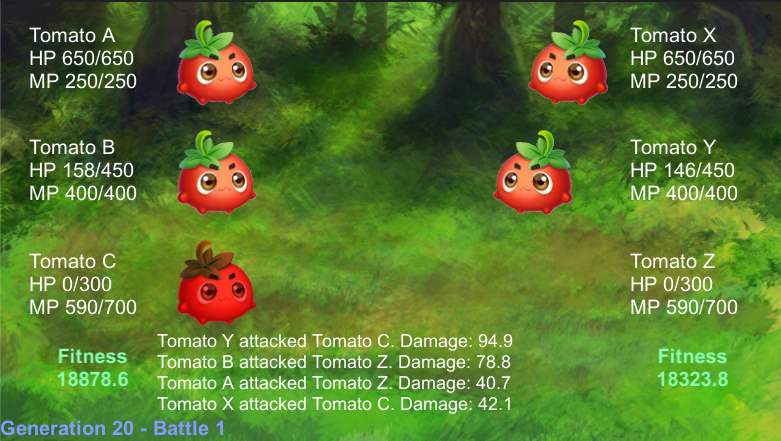 Tomato A
HP 650/650
MP 250/250
Tomato X
HP 650/650
MP 250/250
Tomato B
HP 158/450
MP 400/400
Tomato Y
HP 146/450
MP 400/400
Tomato C
HP 0/300
MP 590/700
Tomato Z
HP 0/300
MP 590/700
Fitness
18878.6
Tomato Y attacked Tomato C. Damage: 94.9
Tomato B attacked Tomato Z. Damage: 78.8
Tomato A attacked Tomato Z. Damage: 40.7
Tomato X attacked Tomato C. Damage: 42.1
Fitness
18323.8
Generation 20 - Battle 1